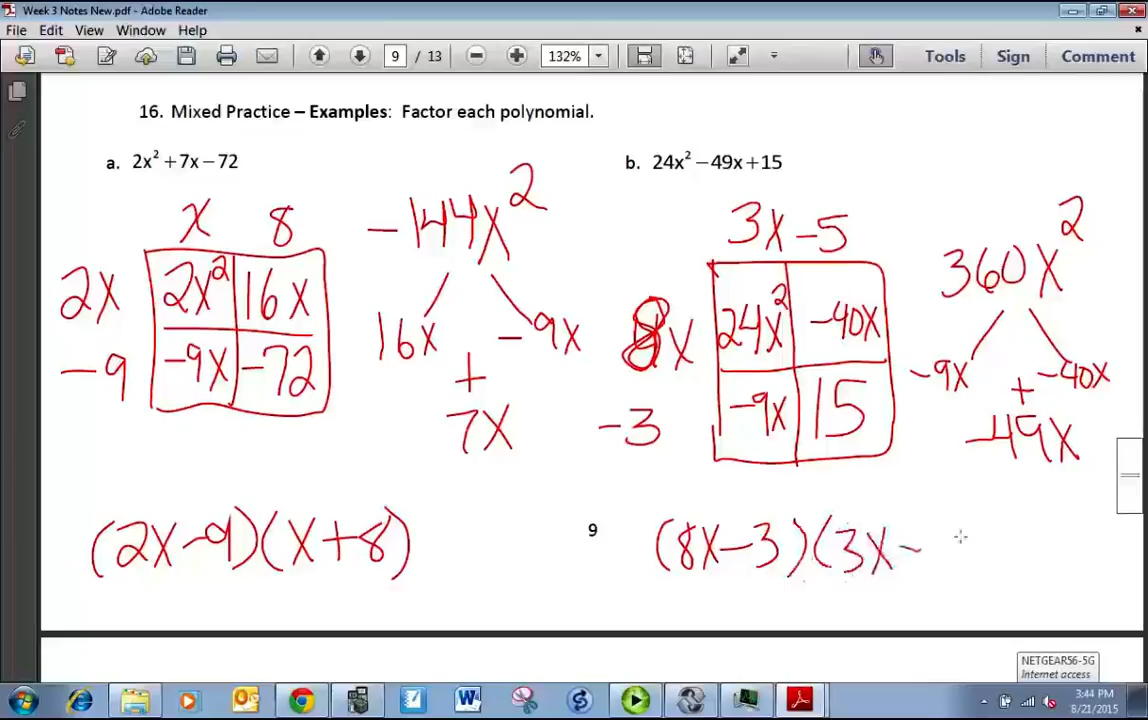 Week 3 Notes New.pdf - Adobe Reader
File Edit View Window Help
9 / 13 132% Tools Sign Comment
16. Mixed Practice – Examples: Factor each polynomial.
a. 2x² + 7x − 72
x 8
2x 2x² 16x
−9 −9x −72
−144x²
16x −9x
+
7x
(2x−9)(x+8)
b. 24x² − 49x + 15
3x −5
8x 24x² −40x
−3 −9x 15
360x²
−9x −40x
+
−49x
(8x−3)(3x−
9
NETGEAR56-5G
Internet access
3:44 PM
8/21/2015